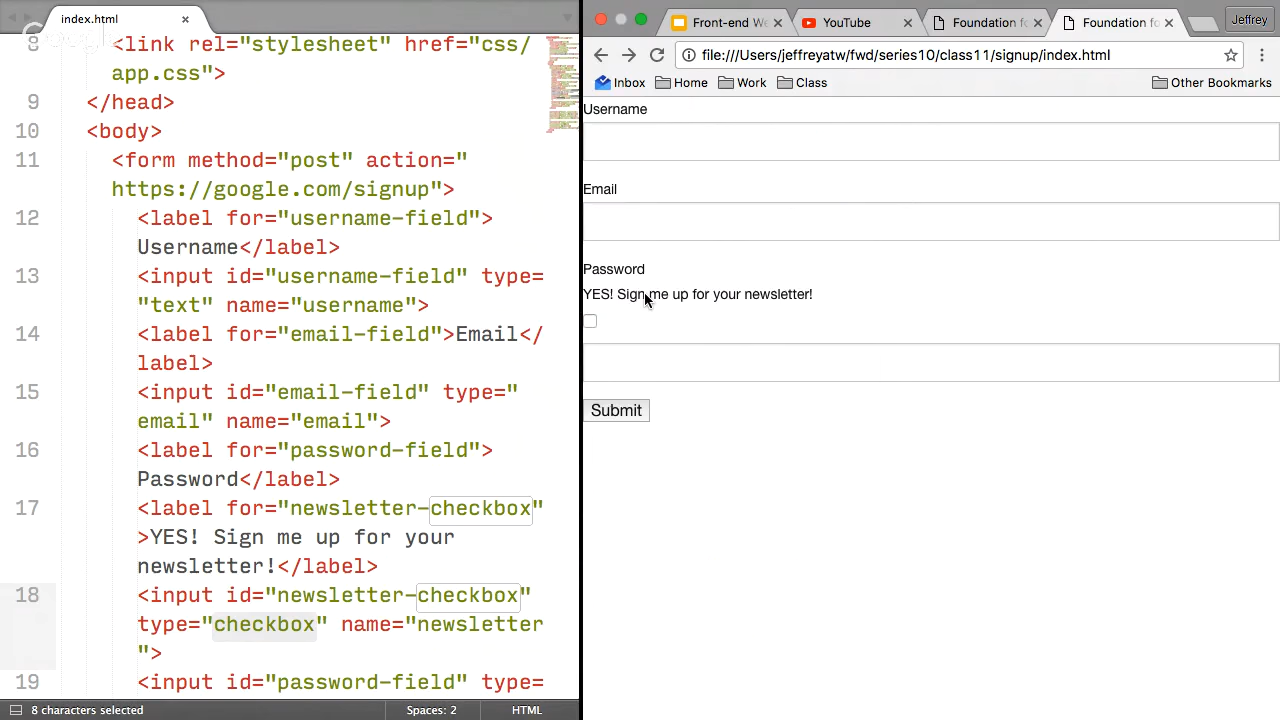 index.html
8 <link rel="stylesheet" href="css/
app.css">
9 </head>
10 <body>
11 <form method="post" action="
https://google.com/signup">
12 <label for="username-field">
Username</label>
13 <input id="username-field" type=
"text" name="username">
14 <label for="email-field">Email</
label>
15 <input id="email-field" type="
email" name="email">
16 <label for="password-field">
Password</label>
17 <label for="newsletter-checkbox"
>YES! Sign me up for your
newsletter!</label>
18 <input id="newsletter-checkbox"
type="checkbox" name="newsletter
">
19 <input id="password-field" type=
8 characters selected
Spaces: 2
HTML
Front-end We
YouTube
Foundation fo
Foundation fo
Jeffrey
file:///Users/jeffreyatw/fwd/series10/class11/signup/index.html
Inbox
Home
Work
Class
Other Bookmarks
Username
Email
Password
YES! Sign me up for your newsletter!
Submit